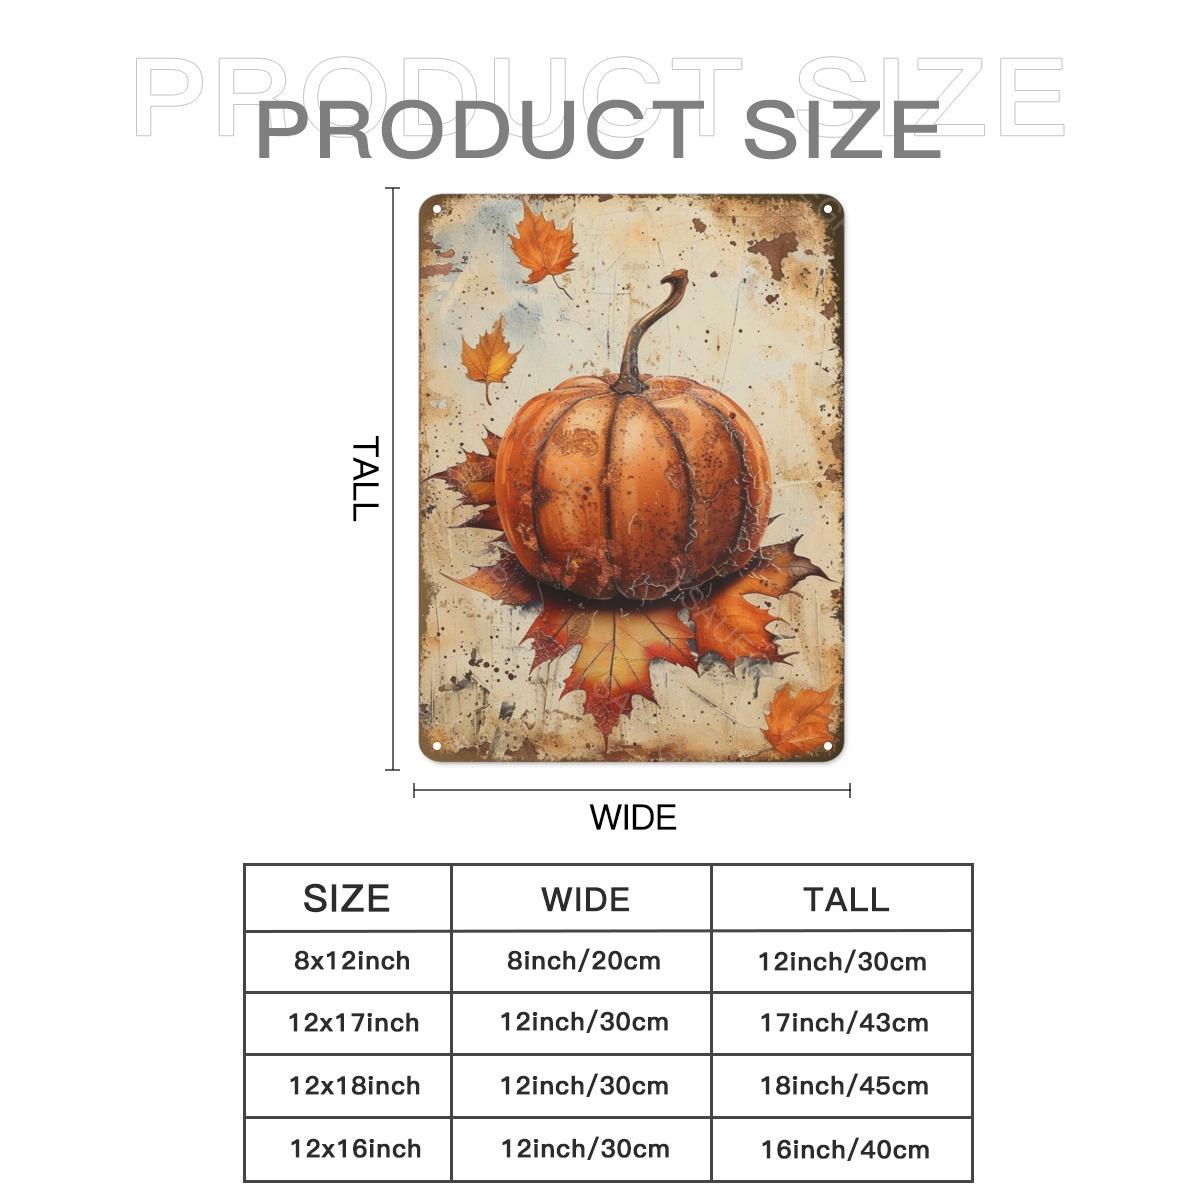 PRODUCT SIZE
PRODUCT SIZE
TALL
SAUE
WIDE
SIZE WIDE TALL
8x12inch 8inch/20cm 12inch/30cm
12x17inch 12inch/30cm 17inch/43cm
12x18inch 12inch/30cm 18inch/45cm
12x16inch 12inch/30cm 16inch/40cm